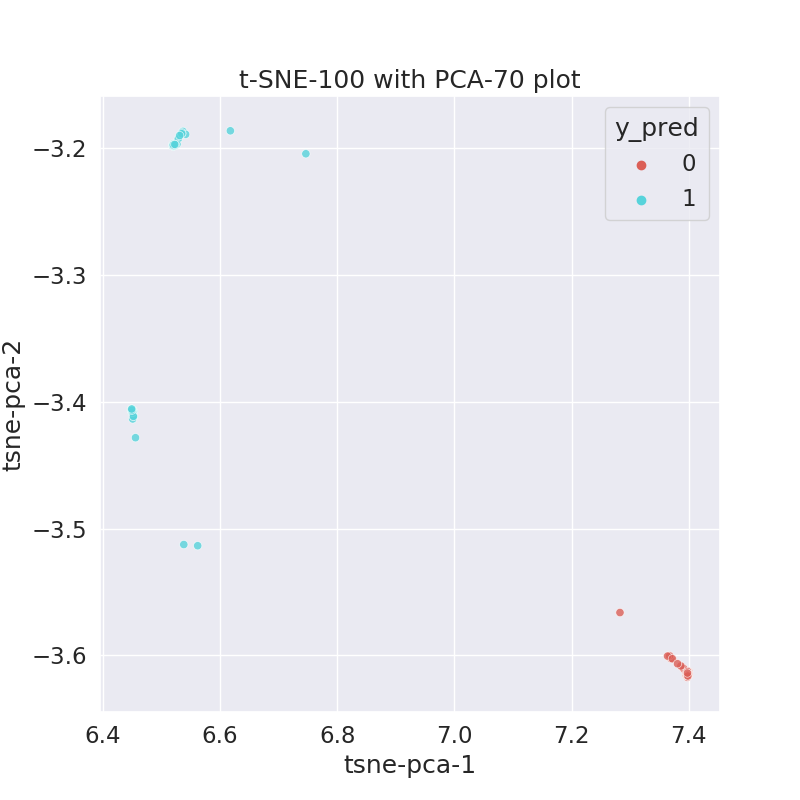 t-SNE-100 with PCA-70 plot
y_pred
0
1
−3.2
−3.3
−3.4
−3.5
−3.6
tsne-pca-2
6.4 6.6 6.8 7.0 7.2 7.4
tsne-pca-1